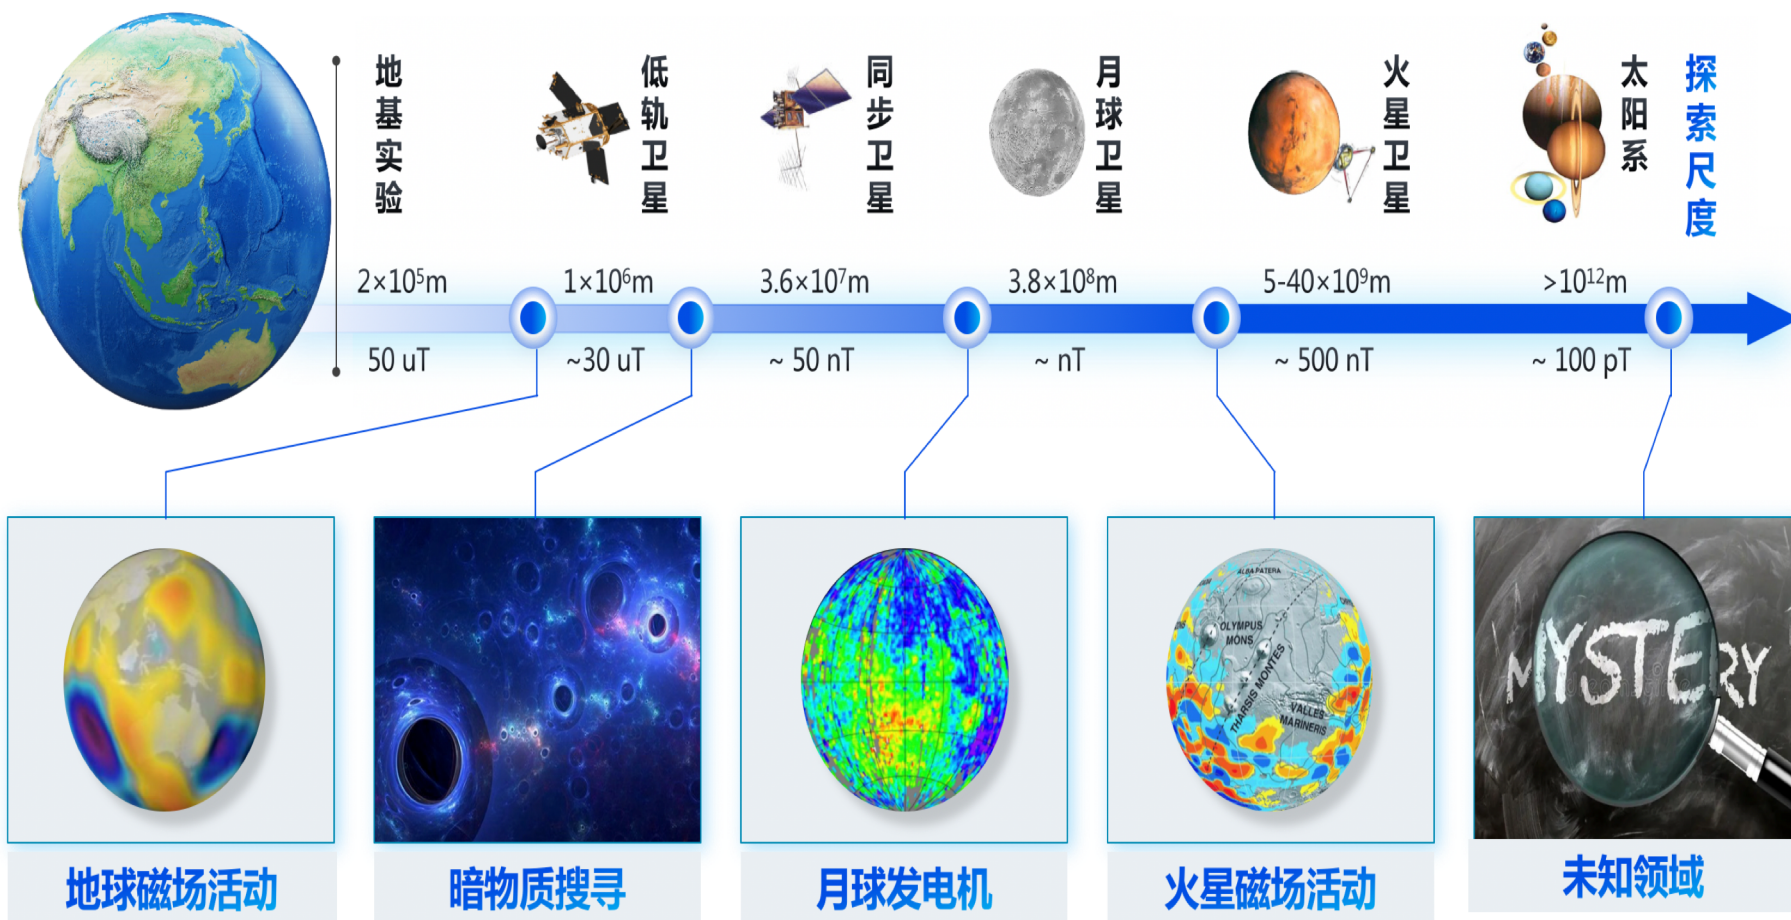 地基实验
低轨卫星
同步卫星
月球卫星
火星卫星
太阳系
探索尺度
2×10⁵m
1×10⁶m
3.6×10⁷m
3.8×10⁸m
5-40×10⁹m
>10¹²m
50 uT
~30 uT
~ 50 nT
~ nT
~ 500 nT
~ 100 pT
ALBA PATERA
OLYMPUS
MONS
THARSIS MONTES
VALLES
MARINERIS
MYSTERY
地球磁场活动
暗物质搜寻
月球发电机
火星磁场活动
未知领域